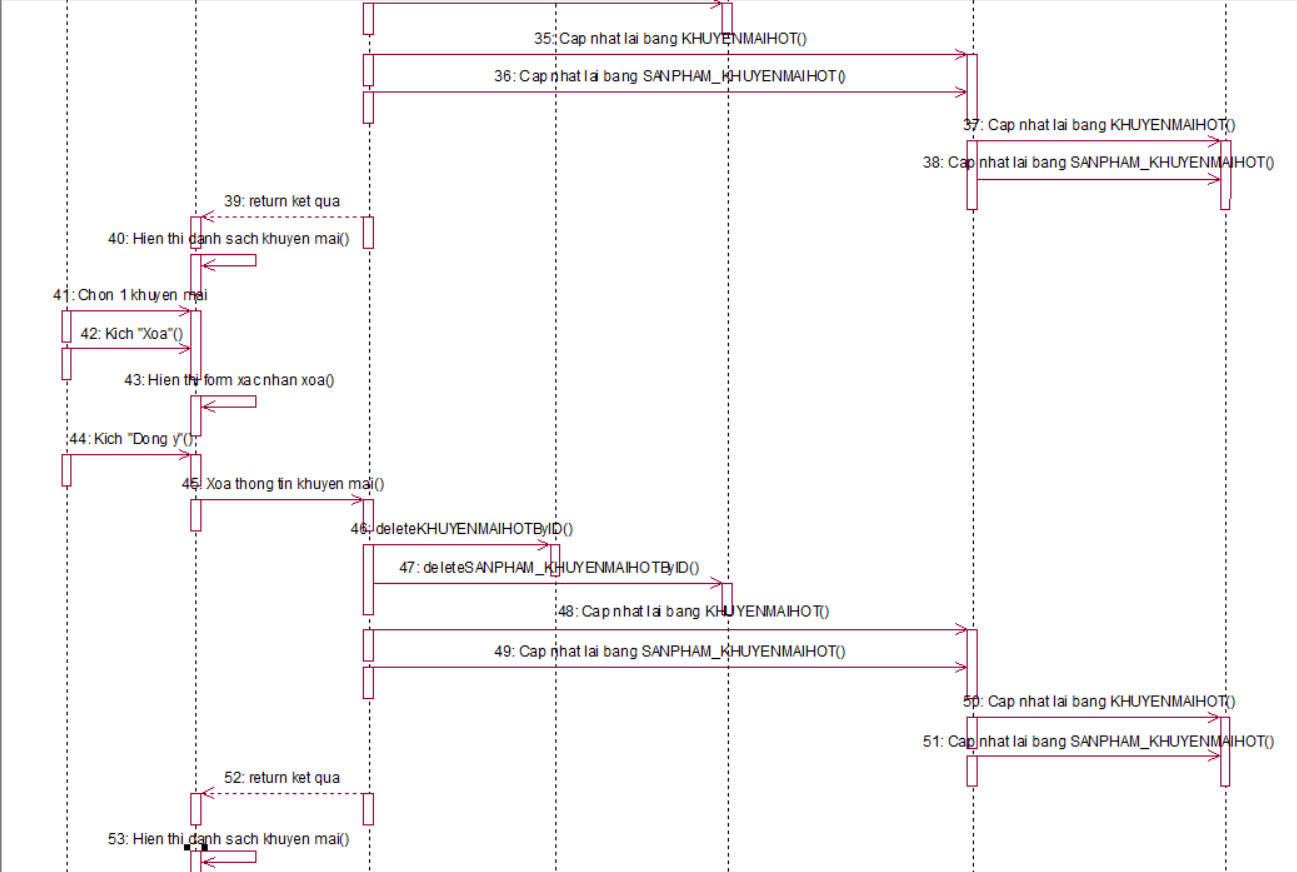 35: Cap nhat lai bang KHUYENMAIHOT()
36: Cap nhat lai bang SANPHAM_KHUYENMAIHOT()
37: Cap nhat lai bang KHUYENMAIHOT()
38: Cap nhat lai bang SANPHAM_KHUYENMAIHOT()
39: return ket qua
40: Hien thi danh sach khuyen mai()
41: Chon 1 khuyen mai
42: Kich "Xoa"()
43: Hien thi form xac nhan xoa()
44: Kich "Dong y"()
45: Xoa thong tin khuyen mai()
46: deleteKHUYENMAIHOTByID()
47: deleteSANPHAM_KHUYENMAIHOTByID()
48: Cap nhat lai bang KHUYENMAIHOT()
49: Cap nhat lai bang SANPHAM_KHUYENMAIHOT()
50: Cap nhat lai bang KHUYENMAIHOT()
51: Cap nhat lai bang SANPHAM_KHUYENMAIHOT()
52: return ket qua
53: Hien thi danh sach khuyen mai()